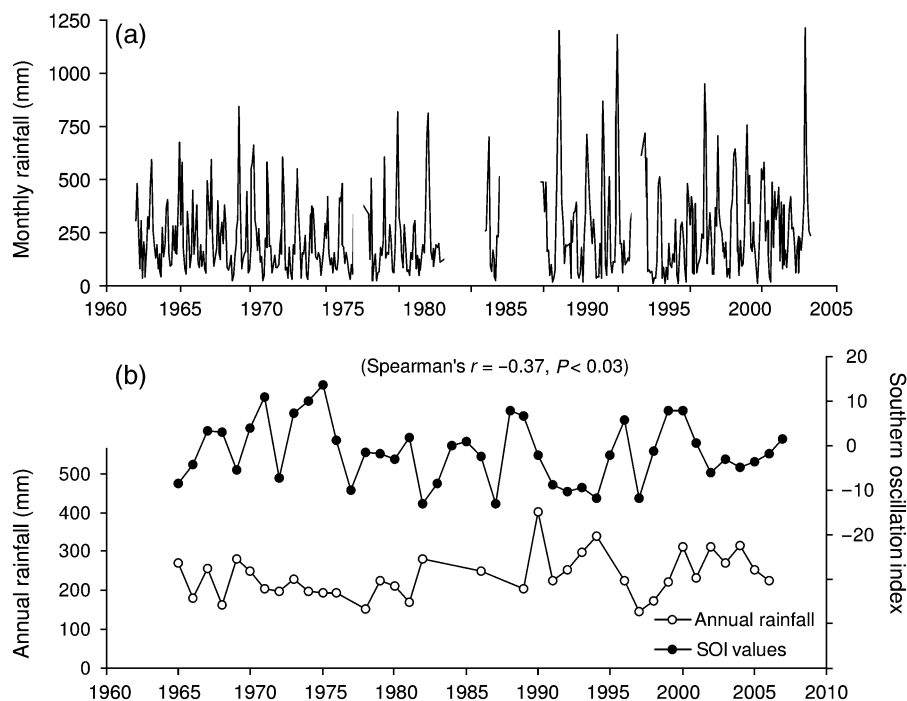 (a)
Monthly rainfall (mm)
1250
1000
750
500
250
0
1960 1965 1970 1975 1980 1985 1990 1995 2000 2005
(b)
(Spearman's r = −0.37, P < 0.03)
Annual rainfall (mm)
500
400
300
200
100
0
20
10
0
−10
−20
Southern oscillation index
Annual rainfall
SOI values
1960 1965 1970 1975 1980 1985 1990 1995 2000 2005 2010